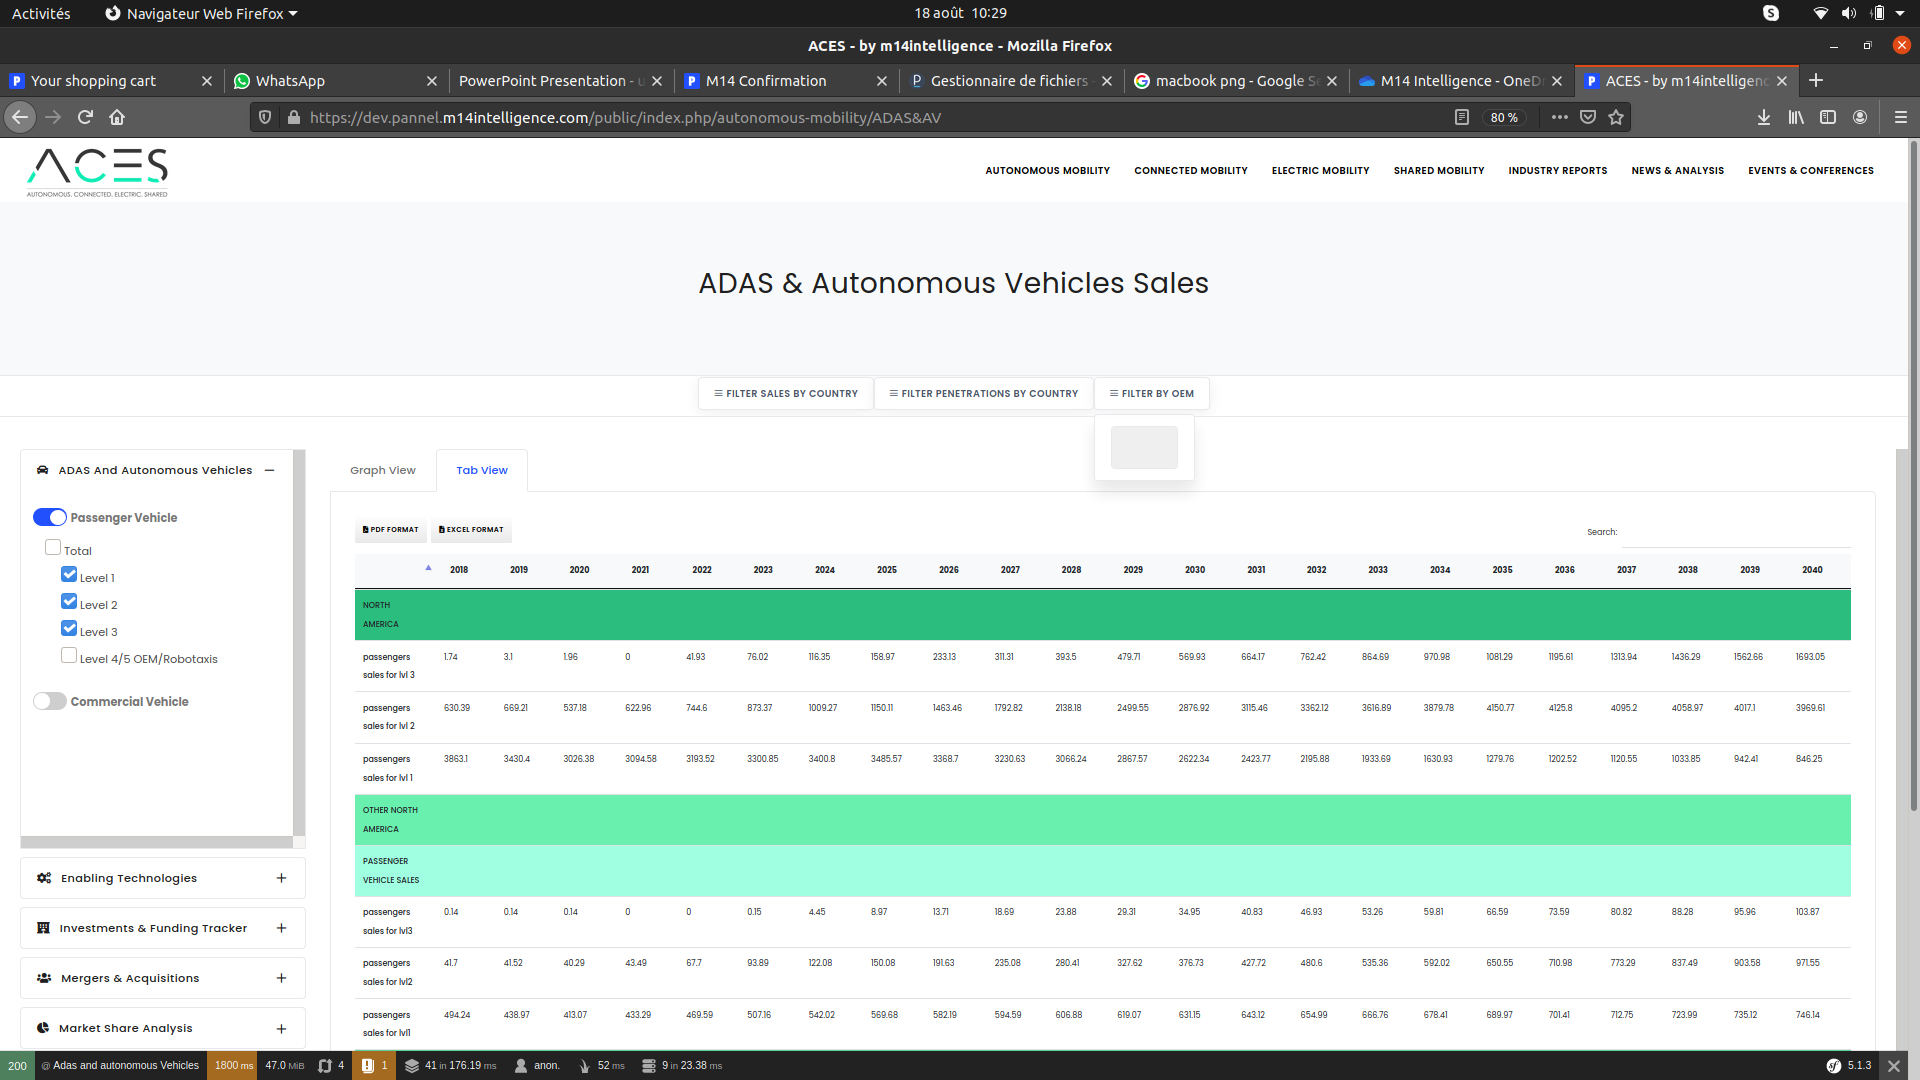 Activités
Navigateur Web Firefox
18 août 10:29
ACES - by m14intelligence - Mozilla Firefox
Your shopping cart
WhatsApp
PowerPoint Presentation - u
M14 Confirmation
Gestionnaire de fichiers -
macbook png - Google Se
M14 Intelligence - OneDr
ACES - by m14intelligenc
https://dev.pannel.m14intelligence.com/public/index.php/autonomous-mobility/ADAS&AV
80 %
ACES
AUTONOMOUS. CONNECTED. ELECTRIC. SHARED
AUTONOMOUS MOBILITY CONNECTED MOBILITY ELECTRIC MOBILITY SHARED MOBILITY INDUSTRY REPORTS NEWS & ANALYSIS EVENTS & CONFERENCES
ADAS & Autonomous Vehicles Sales
FILTER SALES BY COUNTRY FILTER PENETRATIONS BY COUNTRY FILTER BY OEM
ADAS And Autonomous Vehicles
Passenger Vehicle
Total
Level 1
Level 2
Level 3
Level 4/5 OEM/Robotaxis
Commercial Vehicle
Enabling Technologies
Investments & Funding Tracker
Mergers & Acquisitions
Market Share Analysis
Graph View Tab View
PDF FORMAT EXCEL FORMAT
Search:
2018 2019 2020 2021 2022 2023 2024 2025 2026 2027 2028 2029 2030 2031 2032 2033 2034 2035 2036 2037 2038 2039 2040
NORTH
AMERICA
passengers sales for lvl 3 1.74 3.1 1.96 0 41.93 76.02 116.35 158.97 233.13 311.31 393.5 479.71 569.93 664.17 762.42 864.69 970.98 1081.29 1195.61 1313.94 1436.29 1562.66 1693.05
passengers sales for lvl 2 630.39 669.21 537.18 622.96 744.6 873.37 1009.27 1150.11 1463.46 1792.82 2138.18 2499.55 2876.92 3115.46 3362.12 3616.89 3879.78 4150.77 4125.8 4095.2 4058.97 4017.1 3969.61
passengers sales for lvl 1 3863.1 3430.4 3026.38 3094.58 3193.52 3300.85 3400.8 3485.57 3368.7 3230.63 3066.24 2867.57 2622.34 2423.77 2195.88 1933.69 1630.93 1279.76 1202.52 1120.55 1033.85 942.41 846.25
OTHER NORTH
AMERICA
PASSENGER
VEHICLE SALES
passengers sales for lvl3 0.14 0.14 0.14 0 0 0.15 4.45 8.97 13.71 18.69 23.88 29.31 34.95 40.83 46.93 53.26 59.81 66.59 73.59 80.82 88.28 95.96 103.87
passengers sales for lvl2 41.7 41.52 40.29 43.49 67.7 93.89 122.08 150.08 191.63 235.08 280.41 327.62 376.73 427.72 480.6 535.36 592.02 650.55 710.98 773.29 837.49 903.58 971.55
passengers sales for lvl1 494.24 438.97 413.07 433.29 469.59 507.16 542.02 569.68 582.19 594.59 606.88 619.07 631.15 643.12 654.99 666.76 678.41 689.97 701.41 712.75 723.99 735.12 746.14
200 @ Adas and autonomous Vehicles 1800 ms 47.0 MiB 4 1 41 in 176.19 ms anon. 52 ms 9 in 23.38 ms sf 5.1.3